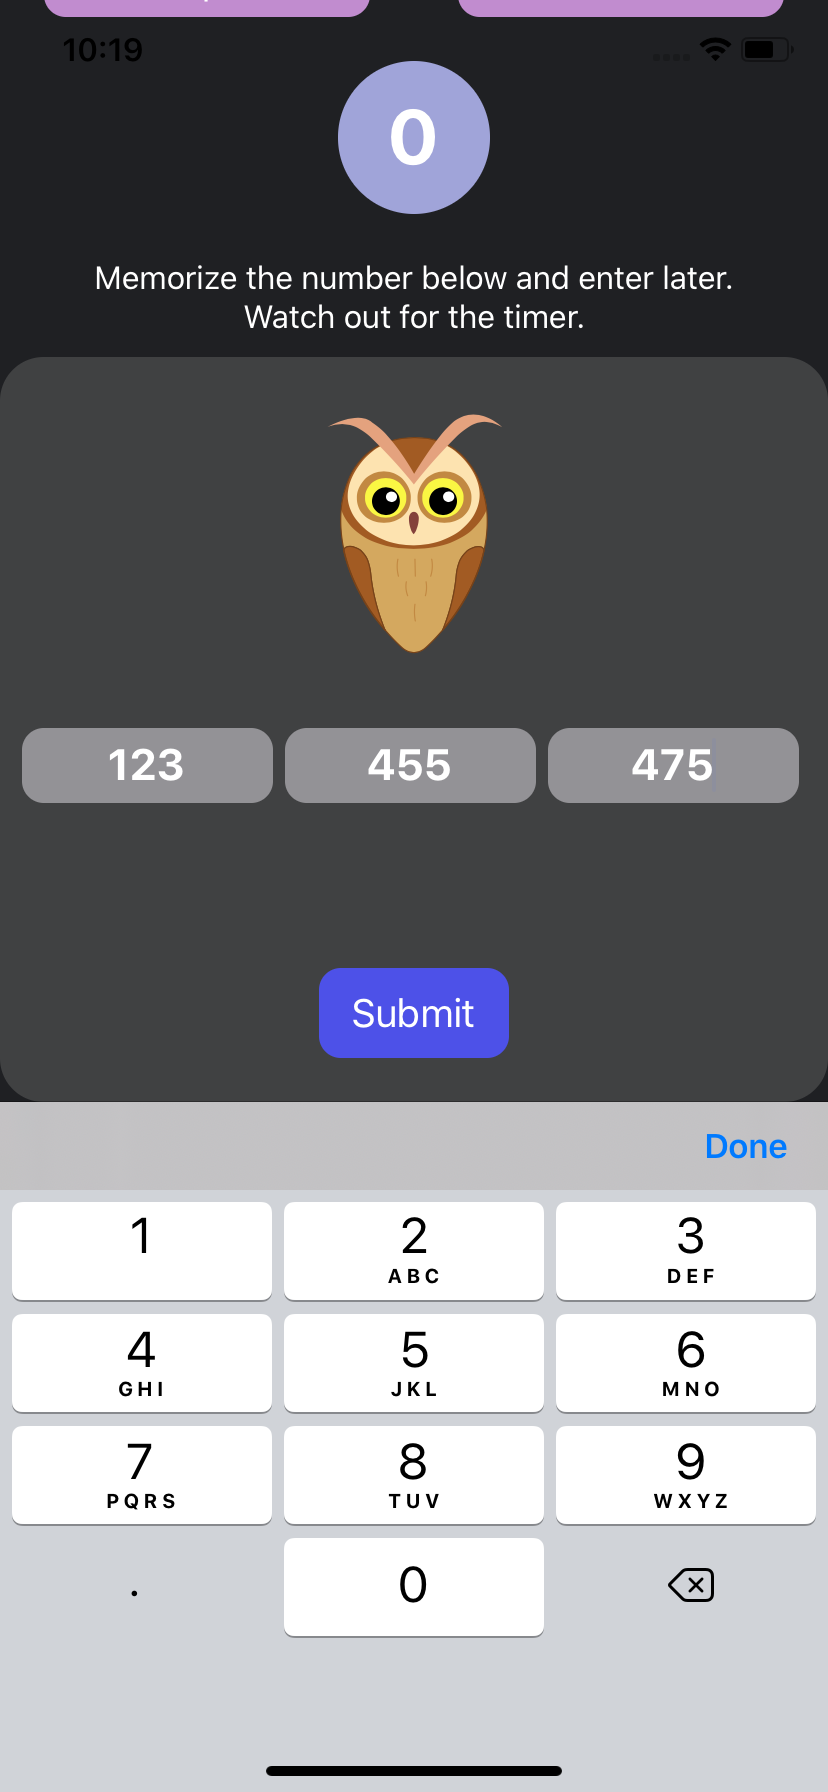 10:19
0
Memorize the number below and enter later.
Watch out for the timer.
123 455 475
Submit
Done
1 2 3
ABC DEF
4 5 6
GHI JKL MNO
7 8 9
PQRS TUV WXYZ
. 0